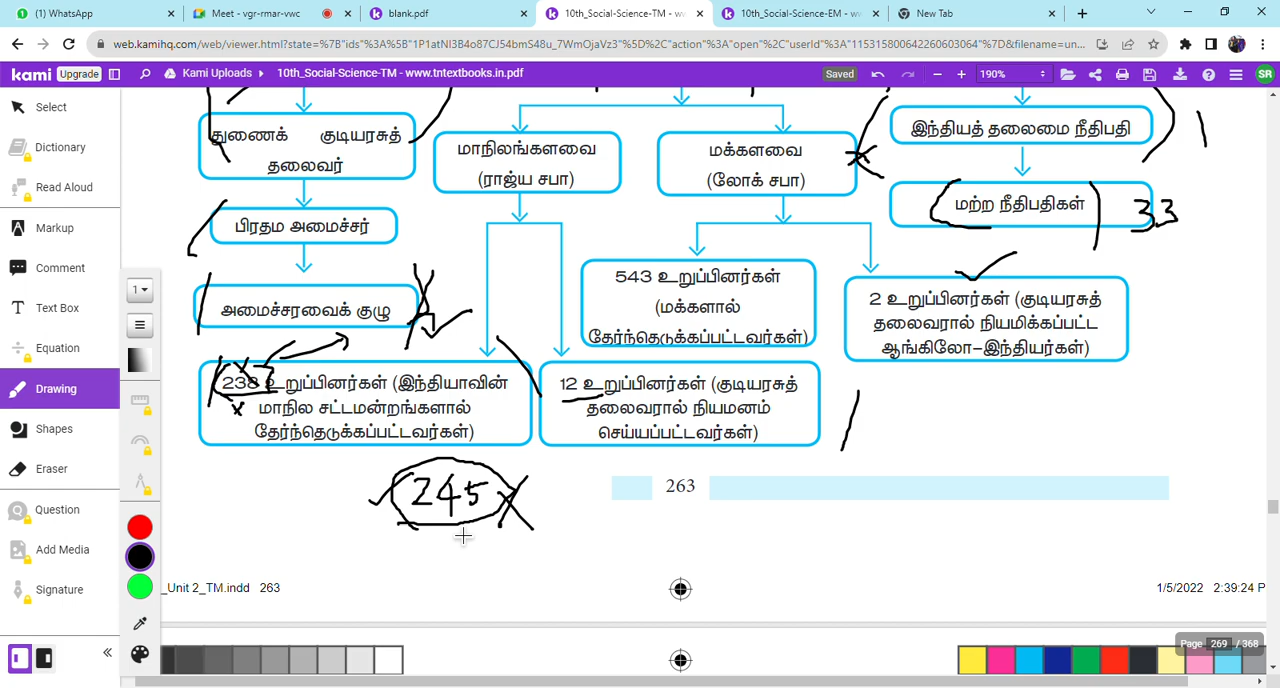 (1) WhatsApp
Meet - vgr-rmar-vwc
blank.pdf
10th_Social-Science-TM - www
10th_Social-Science-EM - www
New Tab
web.kamihq.com/web/viewer.html?state=%7B"ids"%3A%5B"1P1atNI3B4o87CJ54bmS48u_7WmOjaVz3"%5D%2C"action"%3A"open"%2C"userId"%3A"115315800642260603064"%7D&filename=un...
kami Upgrade
Kami Uploads
10th_Social-Science-TM - www.tntextbooks.in.pdf
Saved
190%
SR
Select
Dictionary
Read Aloud
Markup
Comment
Text Box
Equation
Drawing
Shapes
Eraser
Question
Add Media
Signature
1
துணைக் குடியரசுத்
தலைவர்
பிரதம அமைச்சர்
அமைச்சரவைக் குழு
மாநிலங்களவை
(ராஜ்ய சபா)
மக்களவை
(லோக் சபா)
இந்தியத் தலைமை நீதிபதி
1
மற்ற நீதிபதிகள்
33
543 உறுப்பினர்கள்
(மக்களால்
தேர்ந்தெடுக்கப்பட்டவர்கள்)
2 உறுப்பினர்கள் (குடியரசுத்
தலைவரால் நியமிக்கப்பட்ட
ஆங்கிலோ-இந்தியர்கள்)
238 உறுப்பினர்கள் (இந்தியாவின்
மாநில சட்டமன்றங்களால்
தேர்ந்தெடுக்கப்பட்டவர்கள்)
12 உறுப்பினர்கள் (குடியரசுத்
தலைவரால் நியமனம்
செய்யப்பட்டவர்கள்)
245
263
_Unit 2_TM.indd 263
1/5/2022 2:39:24 P
Page 269 / 368